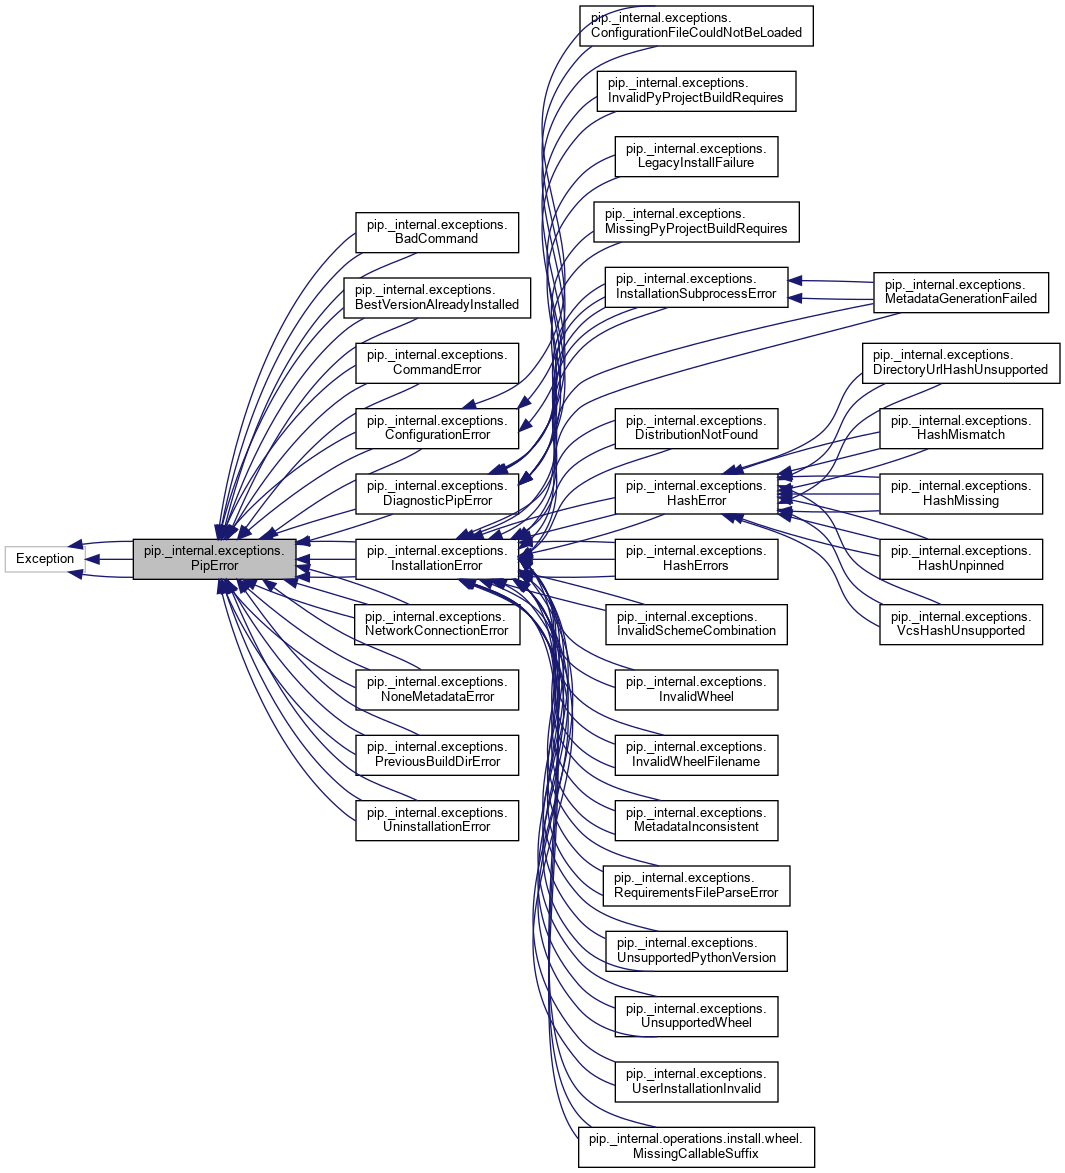 Exception
pip._internal.exceptions.
PipError
pip._internal.exceptions.
BadCommand
pip._internal.exceptions.
BestVersionAlreadyInstalled
pip._internal.exceptions.
CommandError
pip._internal.exceptions.
ConfigurationError
pip._internal.exceptions.
DiagnosticPipError
pip._internal.exceptions.
InstallationError
pip._internal.exceptions.
NetworkConnectionError
pip._internal.exceptions.
NoneMetadataError
pip._internal.exceptions.
PreviousBuildDirError
pip._internal.exceptions.
UninstallationError
pip._internal.exceptions.
ConfigurationFileCouldNotBeLoaded
pip._internal.exceptions.
InvalidPyProjectBuildRequires
pip._internal.exceptions.
LegacyInstallFailure
pip._internal.exceptions.
MissingPyProjectBuildRequires
pip._internal.exceptions.
InstallationSubprocessError
pip._internal.exceptions.
DistributionNotFound
pip._internal.exceptions.
HashError
pip._internal.exceptions.
HashErrors
pip._internal.exceptions.
InvalidSchemeCombination
pip._internal.exceptions.
InvalidWheel
pip._internal.exceptions.
InvalidWheelFilename
pip._internal.exceptions.
MetadataInconsistent
pip._internal.exceptions.
RequirementsFileParseError
pip._internal.exceptions.
UnsupportedPythonVersion
pip._internal.exceptions.
UnsupportedWheel
pip._internal.exceptions.
UserInstallationInvalid
pip._internal.operations.install.wheel.
MissingCallableSuffix
pip._internal.exceptions.
MetadataGenerationFailed
pip._internal.exceptions.
DirectoryUrlHashUnsupported
pip._internal.exceptions.
HashMismatch
pip._internal.exceptions.
HashMissing
pip._internal.exceptions.
HashUnpinned
pip._internal.exceptions.
VcsHashUnsupported